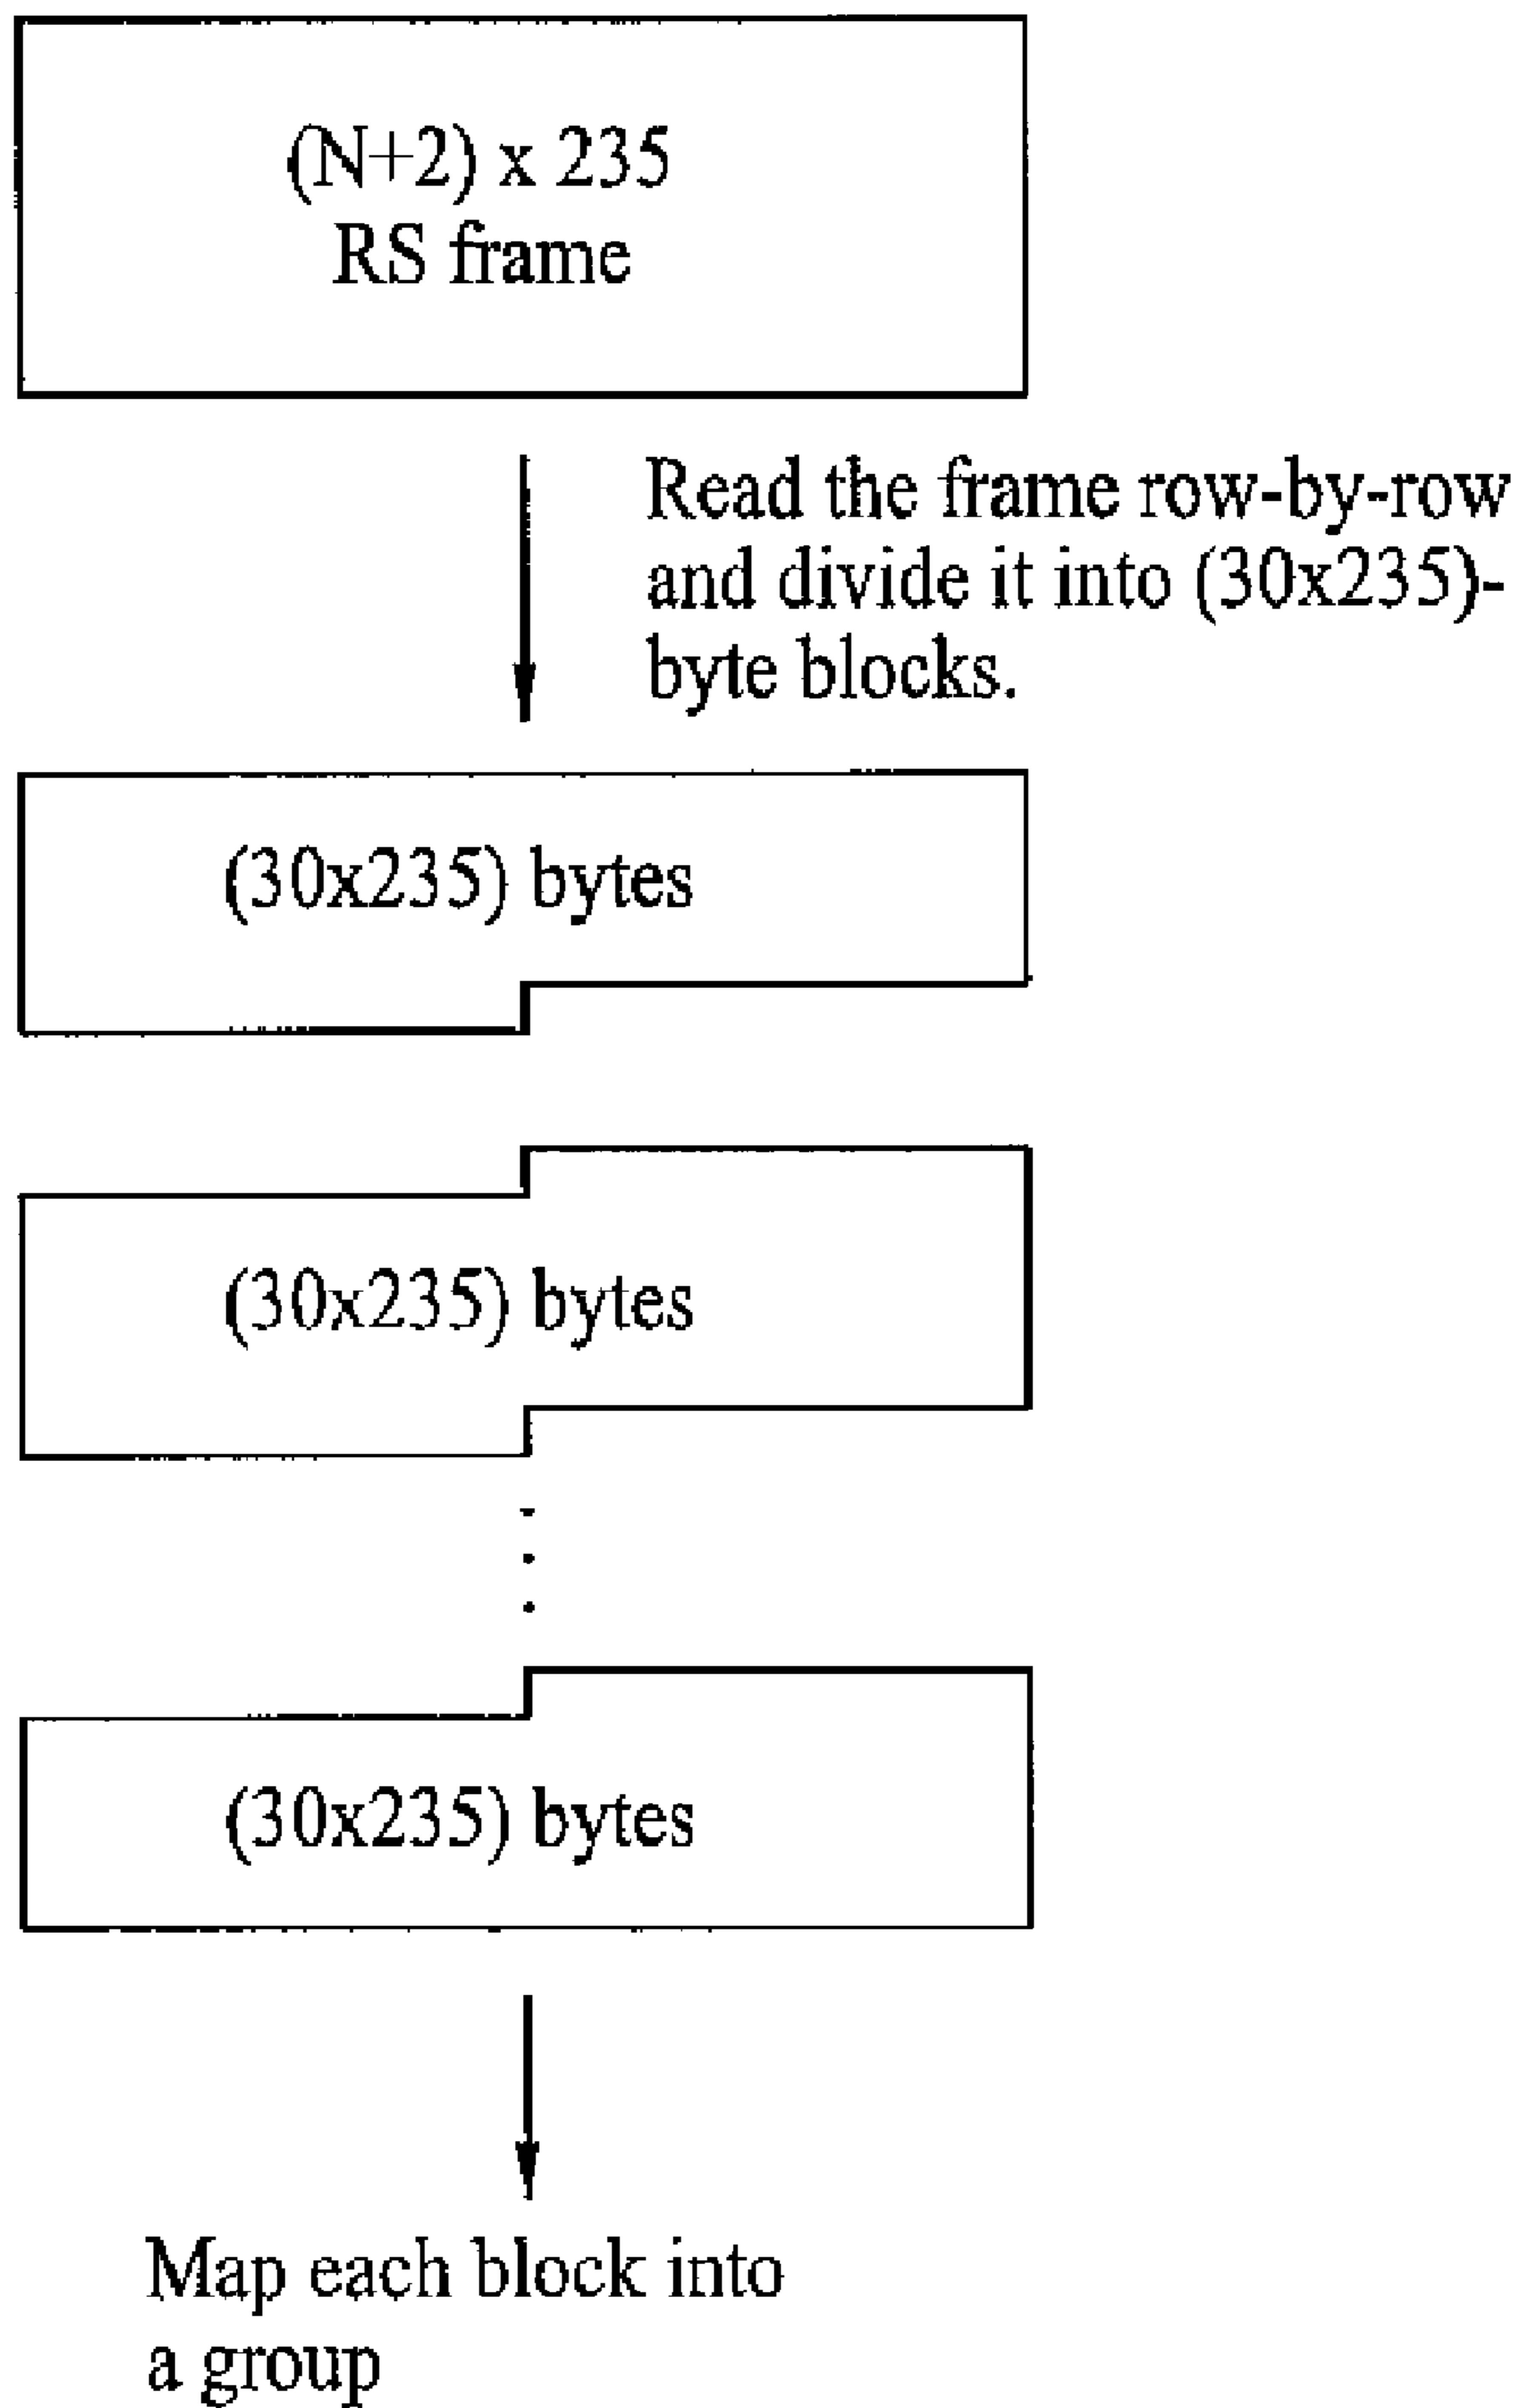 (N+2) x 235
RS frame
Read the frame row-by-row
and divide it into (30x235)-
byte blocks.
(30x235) bytes
(30x235) bytes
(30x235) bytes
Map each block into
a group